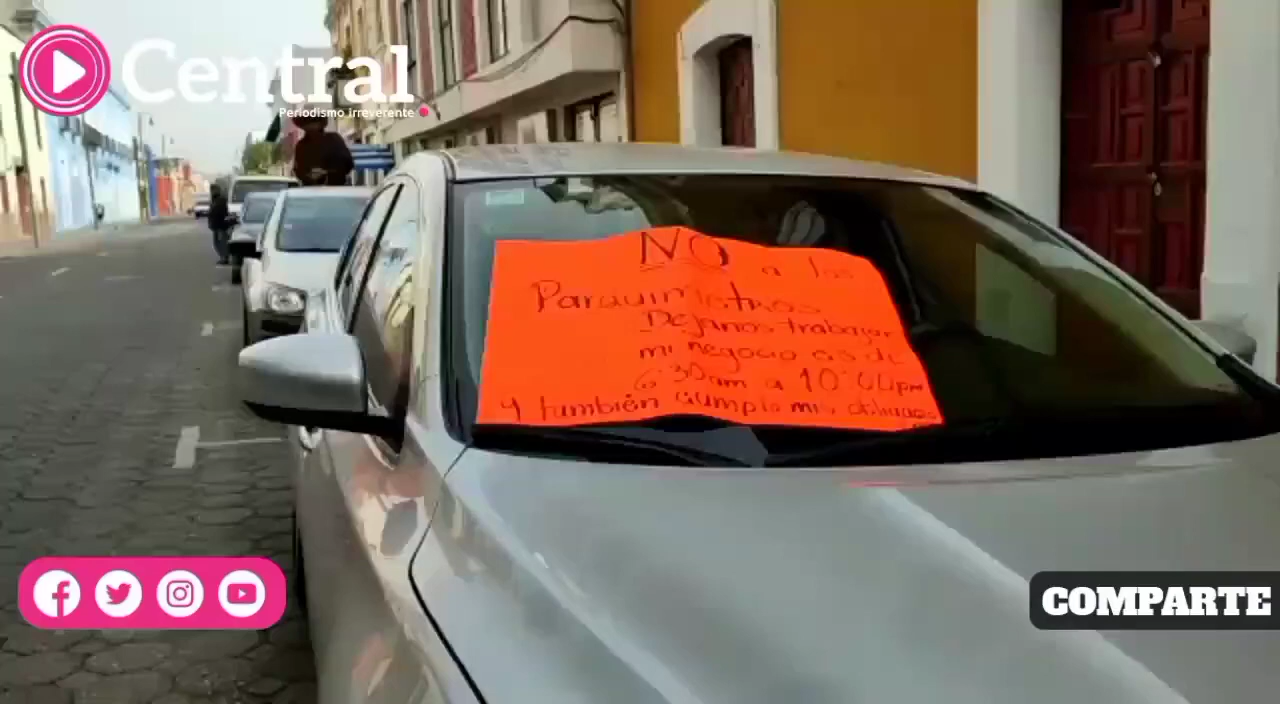 Central
Periodismo Irreverente
NO a los
Parquimetros
Dejanos trabajar
mi negocio es de
6:30am a 10:00pm
y también cumplo mis
COMPARTE